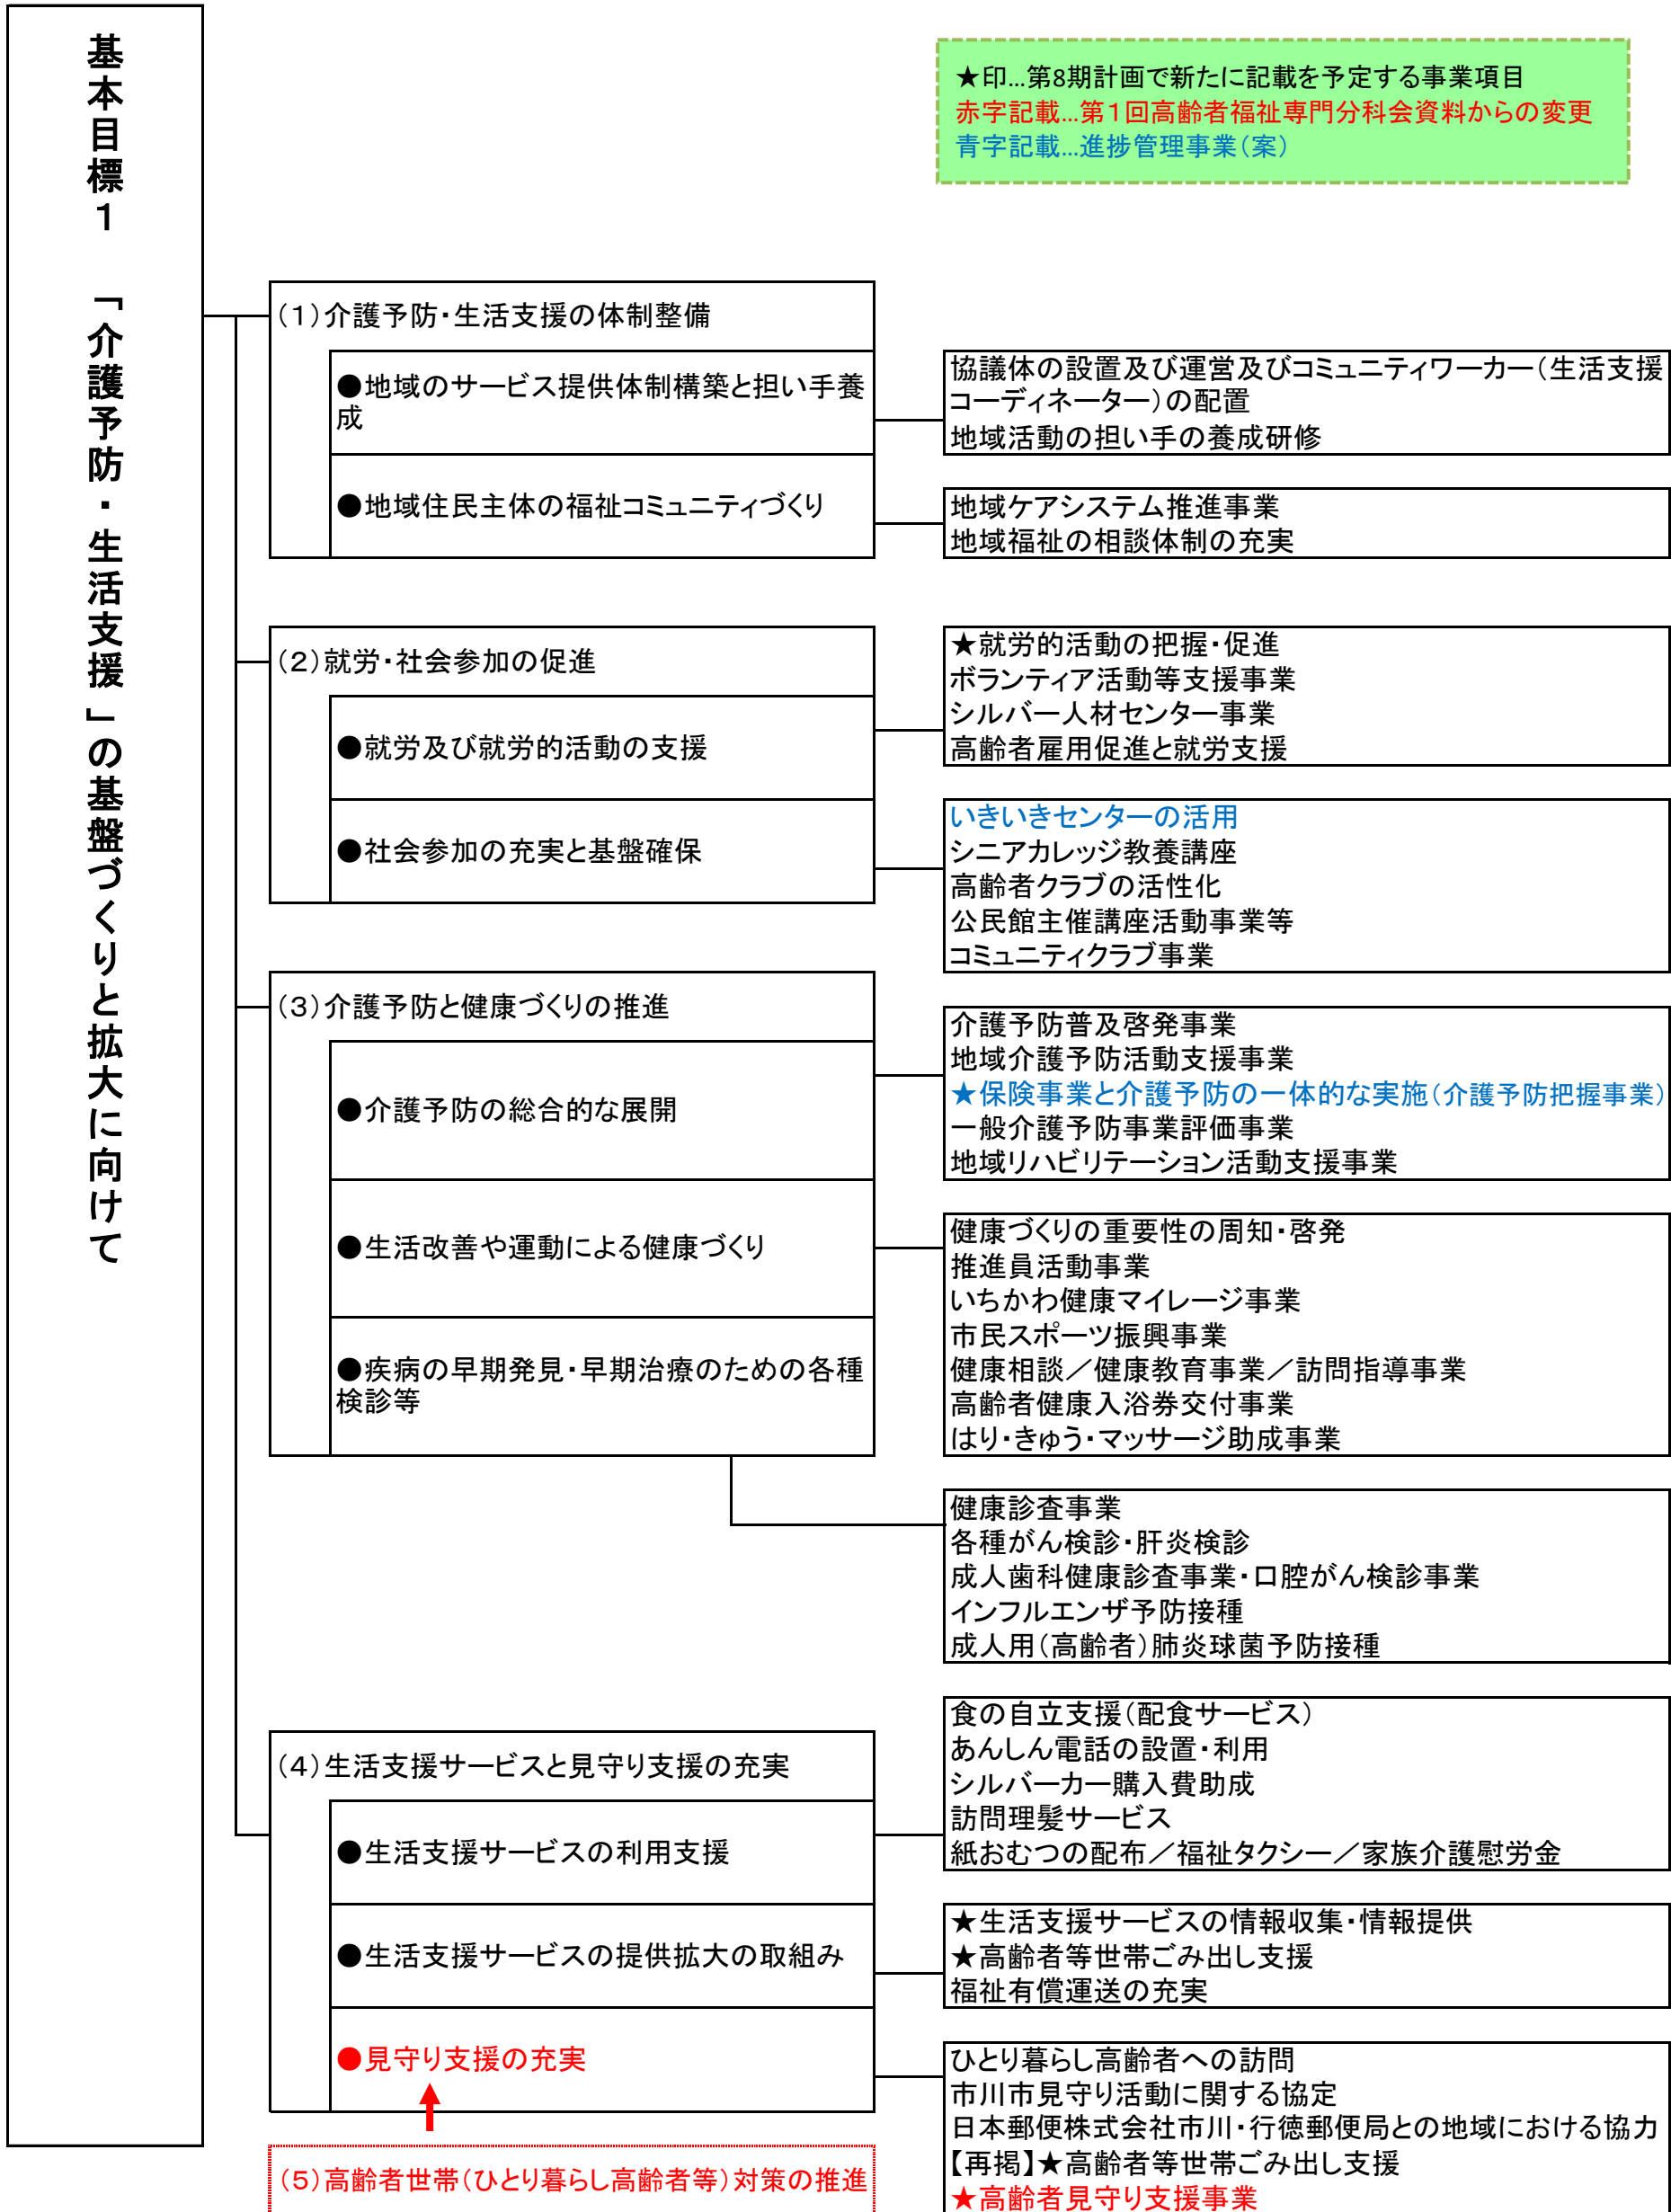 基本目標1 「介護予防・生活支援」の基盤づくりと拡大に向けて
★印…第8期計画で新たに記載を予定する事業項目
赤字記載…第1回高齢者福祉専門分科会資料からの変更
青字記載…進捗管理事業（案）
（1）介護予防・生活支援の体制整備
●地域のサービス提供体制構築と担い手養
成
協議体の設置及び運営及びコミュニティワーカー（生活支援
コーディネーター）の配置
地域活動の担い手の養成研修
●地域住民主体の福祉コミュニティづくり
地域ケアシステム推進事業
地域福祉の相談体制の充実
（2）就労・社会参加の促進
●就労及び就労的活動の支援
★就労的活動の把握・促進
ボランティア活動等支援事業
シルバー人材センター事業
高齢者雇用促進と就労支援
●社会参加の充実と基盤確保
いきいきセンターの活用
シニアカレッジ教養講座
高齢者クラブの活性化
公民館主催講座活動事業等
コミュニティクラブ事業
（3）介護予防と健康づくりの推進
●介護予防の総合的な展開
介護予防普及啓発事業
地域介護予防活動支援事業
★保険事業と介護予防の一体的な実施（介護予防把握事業）
一般介護予防事業評価事業
地域リハビリテーション活動支援事業
●生活改善や運動による健康づくり
健康づくりの重要性の周知・啓発
推進員活動事業
いちかわ健康マイレージ事業
市民スポーツ振興事業
健康相談／健康教育事業／訪問指導事業
高齢者健康入浴券交付事業
はり・きゅう・マッサージ助成事業
●疾病の早期発見・早期治療のための各種
検診等
健康診査事業
各種がん検診・肝炎検診
成人歯科健康診査事業・口腔がん検診事業
インフルエンザ予防接種
成人用（高齢者）肺炎球菌予防接種
（4）生活支援サービスと見守り支援の充実
●生活支援サービスの利用支援
食の自立支援（配食サービス）
あんしん電話の設置・利用
シルバーカー購入費助成
訪問理髪サービス
紙おむつの配布／福祉タクシー／家族介護慰労金
●生活支援サービスの提供拡大の取組み
★生活支援サービスの情報収集・情報提供
★高齢者等世帯ごみ出し支援
福祉有償運送の充実
●見守り支援の充実
ひとり暮らし高齢者への訪問
市川市見守り活動に関する協定
日本郵便株式会社市川・行徳郵便局との地域における協力
【再掲】★高齢者等世帯ごみ出し支援
★高齢者見守り支援事業
（5）高齢者世帯（ひとり暮らし高齢者等）対策の推進